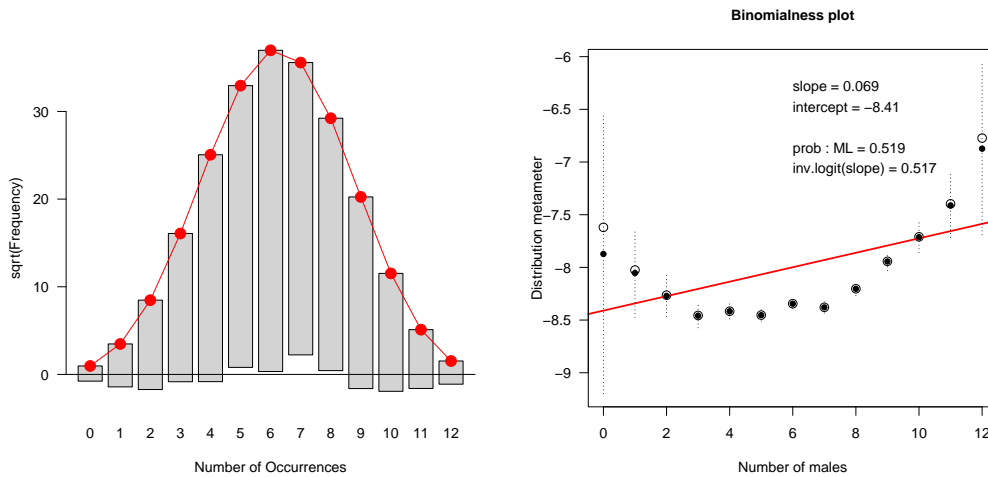 sqrt(Frequency)
30
20
10
0
0 1 2 3 4 5 6 7 8 9 10 11 12
Number of Occurrences
Binomialness plot
Distribution metameter
−6
−6.5
−7
−7.5
−8
−8.5
−9
slope = 0.069
intercept = −8.41
prob : ML = 0.519
inv.logit(slope) = 0.517
0 2 4 6 8 10 12
Number of males